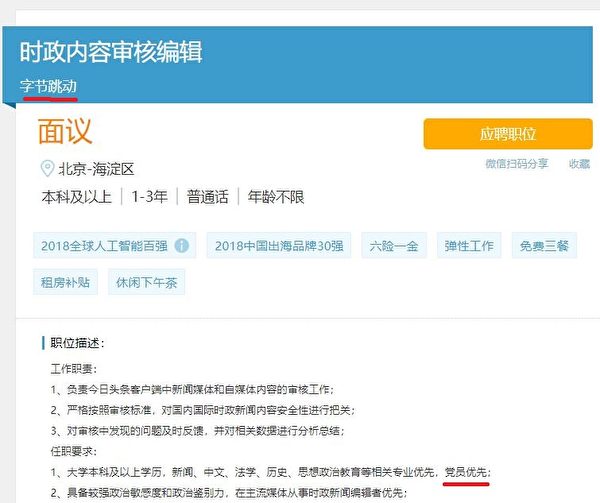 时政内容审核编辑
字节跳动
面议
应聘职位
北京-海淀区
微信扫码分享 收藏
本科及以上 1-3年 普通话 年龄不限
2018全球人工智能百强 2018中国出海品牌30强 六险一金 弹性工作 免费三餐
租房补贴 休闲下午茶
职位描述：
工作职责：
1、负责今日头条客户端中新闻媒体和自媒体内容的审核工作；
2、严格按照审核标准，对国内国际时政新闻内容安全性进行把关；
3、对审核中发现的问题及时反馈，并对相关数据进行分析总结；
任职要求：
1、大学本科及以上学历，新闻、中文、法学、历史、思想政治教育等相关专业优先，党员优先；
2、具备较强政治敏感度和政治鉴别力，在主流媒体从事时政新闻编辑者优先；